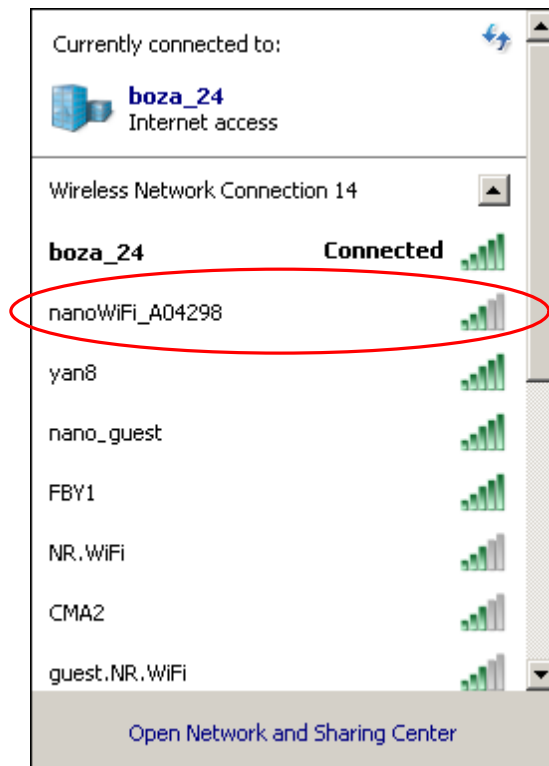 Currently connected to:
boza_24
Internet access
Wireless Network Connection 14
boza_24 Connected
nanoWiFi_A04298
yan8
nano_guest
FBY1
NR.WiFi
CMA2
guest.NR.WiFi
Open Network and Sharing Center